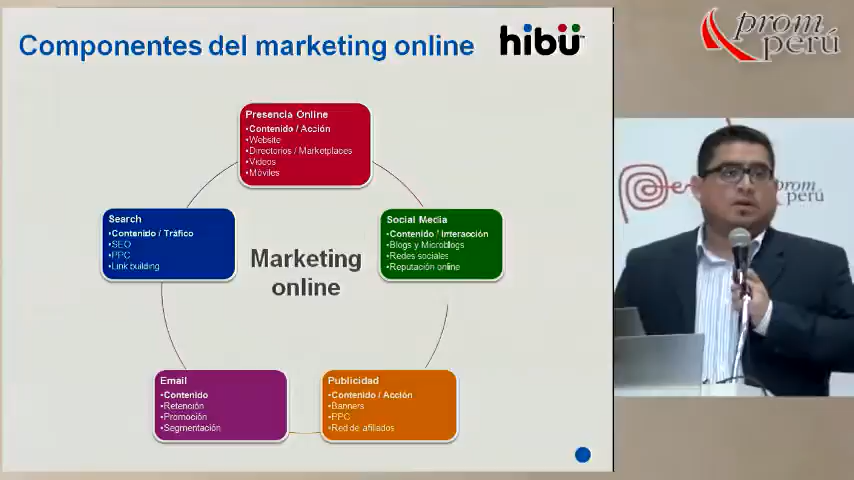 Componentes del marketing online
hibü
prom
perú
Presencia Online
•Contenido / Acción
•Website
•Directorios / Marketplaces
•Videos
•Móviles
Search
•Contenido / Tráfico
•SEO
•PPC
•Link building
Social Media
•Contenido / Interacción
•Blogs y Microblogs
•Redes sociales
•Reputación online
Marketing
online
Email
•Contenido
•Retención
•Promoción
•Segmentación
Publicidad
•Contenido / Acción
•Banners
•PPC
•Red de afiliados
prom
perú